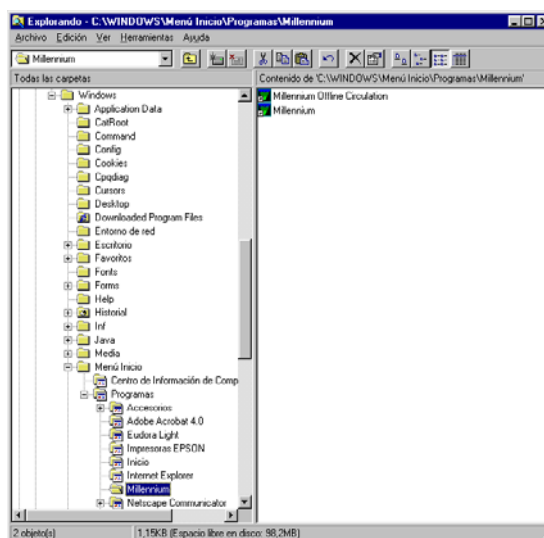 Explorando - C:\WINDOWS\Menú Inicio\Programas\Millennium
Archivo Edición Ver Herramientas Ayuda
Millennium
Todas las carpetas
Contenido de 'C:\WINDOWS\Menú Inicio\Programas\Millennium'
Windows
Application Data
CatRoot
Command
Config
Cookies
Cpqdiag
Cursors
Desktop
Downloaded Program Files
Entorno de red
Escritorio
Favoritos
Fonts
Forms
Help
Historial
Inf
Java
Media
Menú Inicio
Centro de Información de Comp
Programas
Accesorios
Adobe Acrobat 4.0
Eudora Light
Impresoras EPSON
Inicio
Internet Explorer
Millennium
Netscape Communicator
Millennium Offline Circulation
Millennium
2 objeto(s)
1,15KB (Espacio libre en disco: 98,2MB)